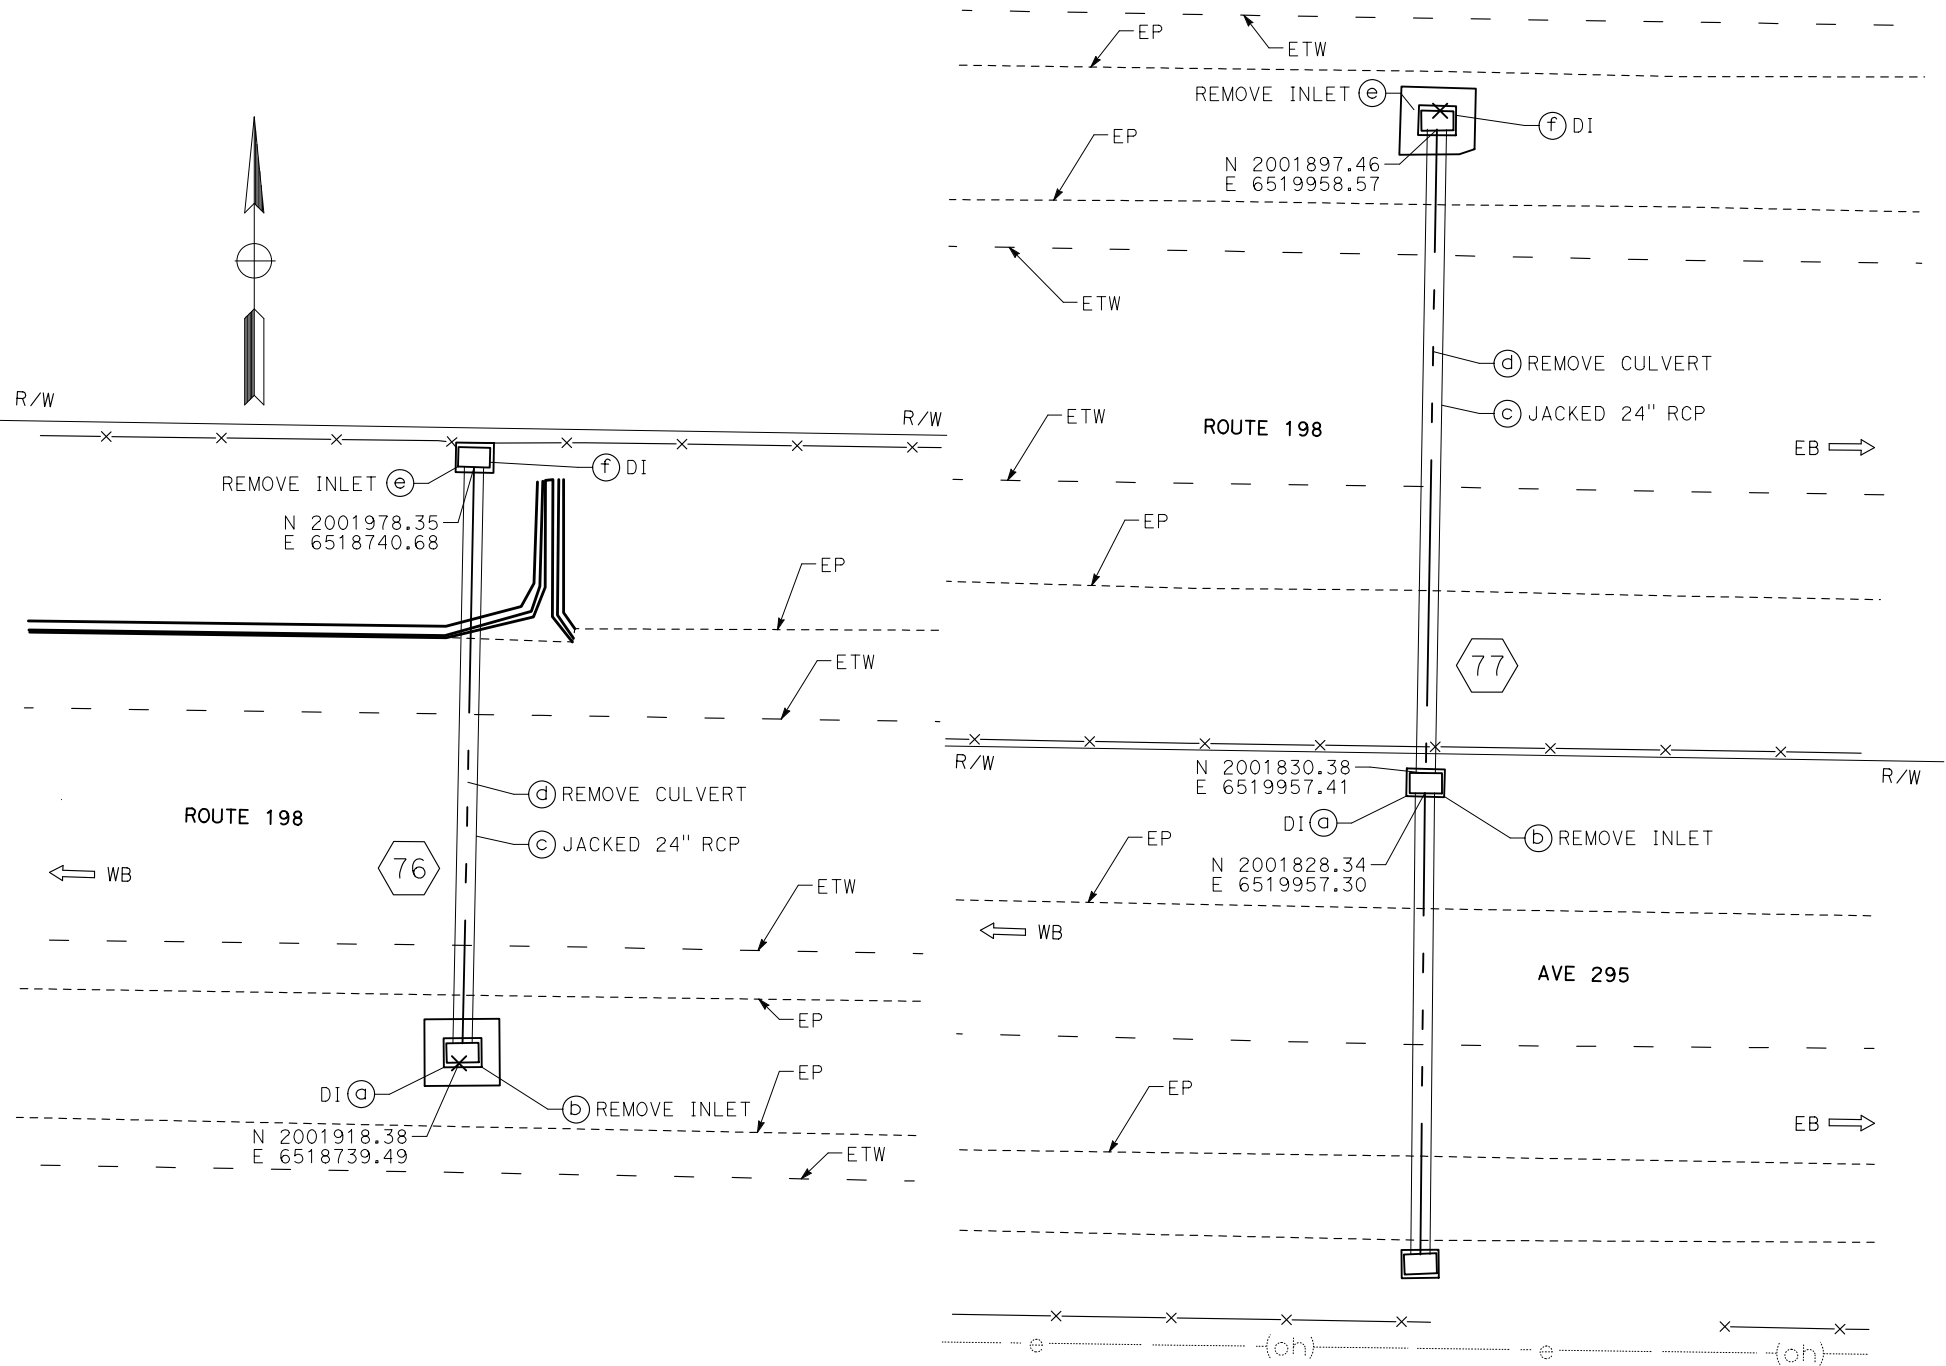 R/W
R/W
f DI
REMOVE INLET e
N 2001978.35
E 6518740.68
EP
ETW
d REMOVE CULVERT
ROUTE 198
c JACKED 24" RCP
76
WB
ETW
EP
EP
DI a
b REMOVE INLET
N 2001918.38
E 6518739.49
ETW
EP
ETW
REMOVE INLET e
f DI
EP
N 2001897.46
E 6519958.57
ETW
d REMOVE CULVERT
ETW
c JACKED 24" RCP
ROUTE 198
EB
EP
77
R/W
R/W
N 2001830.38
E 6519957.41
DI a
b REMOVE INLET
EP
N 2001828.34
E 6519957.30
WB
AVE 295
EP
EB
e
(oh)
e
(oh)